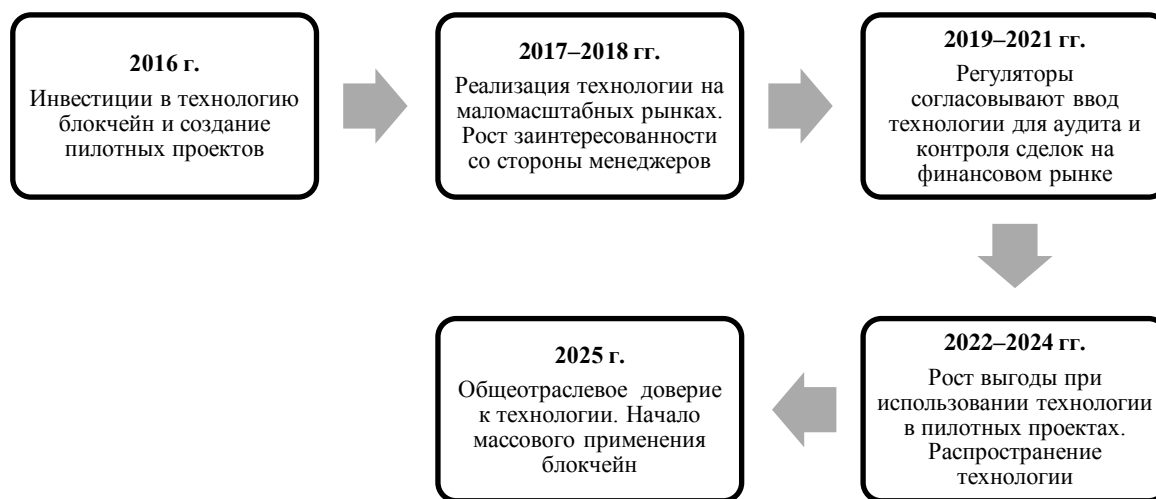 2016 г.
Инвестиции в технологию
блокчейн и создание
пилотных проектов
2017–2018 гг.
Реализация технологии на
маломасштабных рынках.
Рост заинтересованности
со стороны менеджеров
2019–2021 гг.
Регуляторы
согласовывают ввод
технологии для аудита и
контроля сделок на
финансовом рынке
2022–2024 гг.
Рост выгоды при
использовании технологии
в пилотных проектах.
Распространение
технологии
2025 г.
Общеотраслевое доверие
к технологии. Начало
массового применения
блокчейн